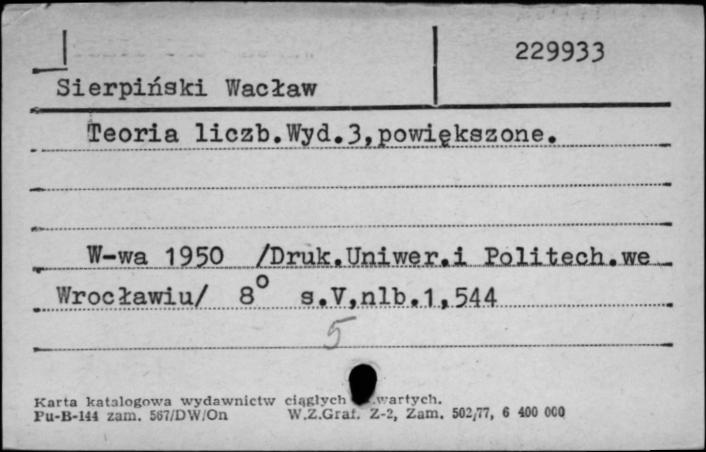 229933
Sierpiński Wacław
Teoria liczb.Wyd.3,powiększone.
W-wa 1950 /Druk.Uniwer.i Politech.we
Wrocławiu/ 8° s.V,nlb.1,544
5
Karta katalogowa wydawnictw ciągłych
Pu-B-144 zam. 567/DW/On W.Z.Graf. Z-2, Zam. 502/77, 6 400 000